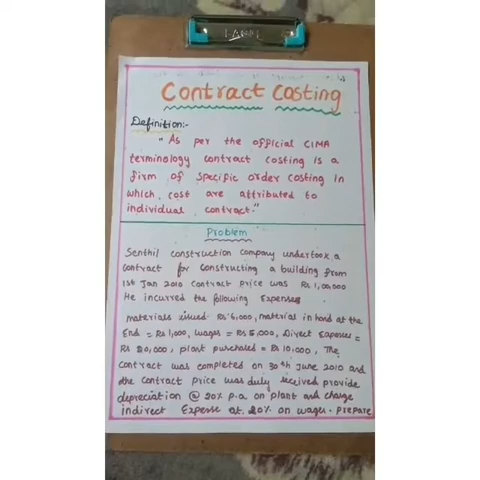 Contract Costing
Definition:-
"As per the official CIMA
terminology contract costing is a
firm of specific order costing in
which, cost are attributed to
individual contract."
Problem
Senthil construction company undertook a
contract for constructing a building from
1st Jan 2010 contract price was Rs 1,00,000
He incurred the following Expenses
materials issued Rs 6,000, material in hand at the
End = Rs 1,000, wages = Rs 5,000, Direct Expenses =
Rs 20,000, plant purchased = Rs 10,000, The
contract was completed on 30th June 2010 and
the contract price was duly received provide
depreciation @ 20% p.a on plant and charge
indirect Expense at 20% on wages. prepare